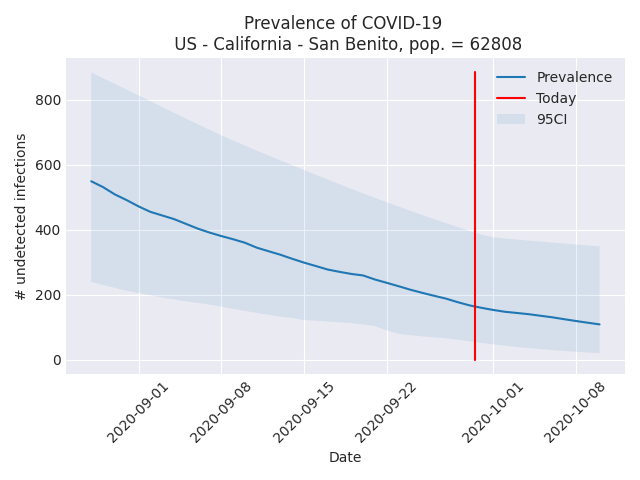 Prevalence of COVID-19
US - California - San Benito, pop. = 62808
Prevalence
Today
95CI
# undetected infections
800
600
400
200
0
2020-09-01
2020-09-08
2020-09-15
2020-09-22
2020-10-01
2020-10-08
Date